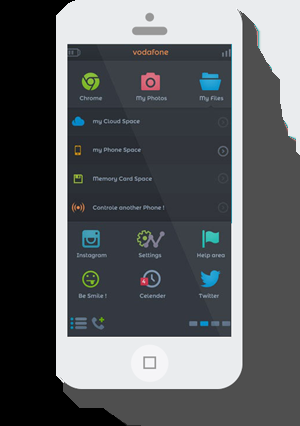 vodafone
Chrome My Photos My Files
my Cloud Space
my Phone Space
Memory Card Space
Controle another Phone !
Instagram Settings Help area
Be Smile ! Celender Twitter